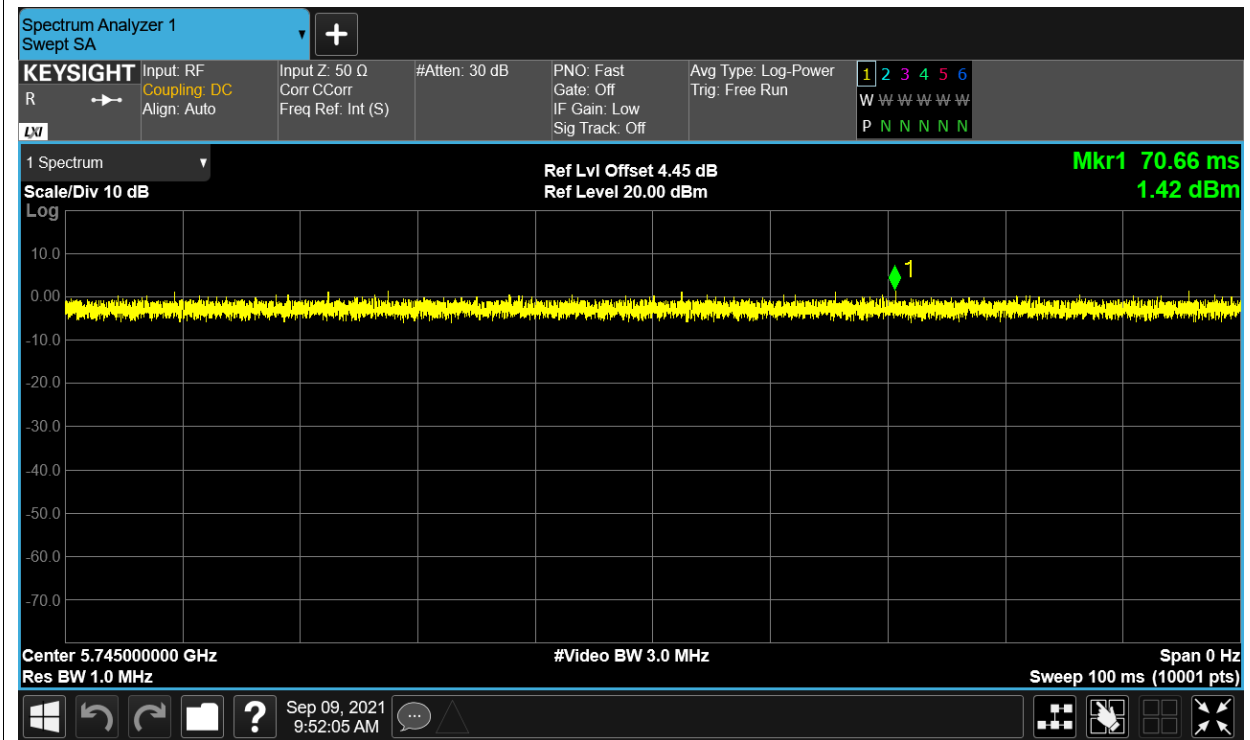 Spectrum Analyzer 1
Swept SA
KEYSIGHT
R
LXI
Input: RF
Coupling: DC
Align: Auto
Input Z: 50 Ω
Corr CCorr
Freq Ref: Int (S)
#Atten: 30 dB
PNO: Fast
Gate: Off
IF Gain: Low
Sig Track: Off
Avg Type: Log-Power
Trig: Free Run
1 2 3 4 5 6
W W W W W W
P N N N N N
1 Spectrum
Scale/Div 10 dB
Ref Lvl Offset 4.45 dB
Ref Level 20.00 dBm
Mkr1 70.66 ms
1.42 dBm
Log
10.0
0.00
-10.0
-20.0
-30.0
-40.0
-50.0
-60.0
-70.0
1
Center 5.745000000 GHz
Res BW 1.0 MHz
#Video BW 3.0 MHz
Span 0 Hz
Sweep 100 ms (10001 pts)
?
Sep 09, 2021
9:52:05 AM